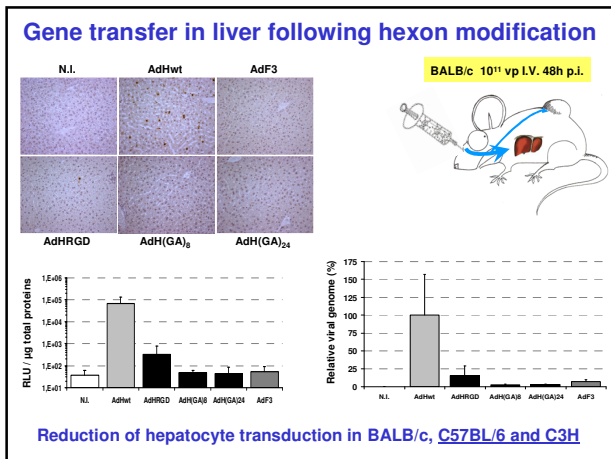 Gene transfer in liver following hexon modification
N.I. AdHwt AdF3
BALB/c 10¹¹ vp I.V. 48h p.i.
AdHRGD AdH(GA)₈ AdH(GA)₂₄
RLU / µg total proteins
1,E+06
1,E+05
1,E+04
1,E+03
1,E+02
1,E+01
N.I. AdHwt AdHRGD AdH(GA)8 AdH(GA)24 AdF3
Relative viral genome (%)
175
150
125
100
75
50
25
0
N.I. AdHwt AdHRGD AdH(GA)8 AdH(GA)24 AdF3
Reduction of hepatocyte transduction in BALB/c, C57BL/6 and C3H